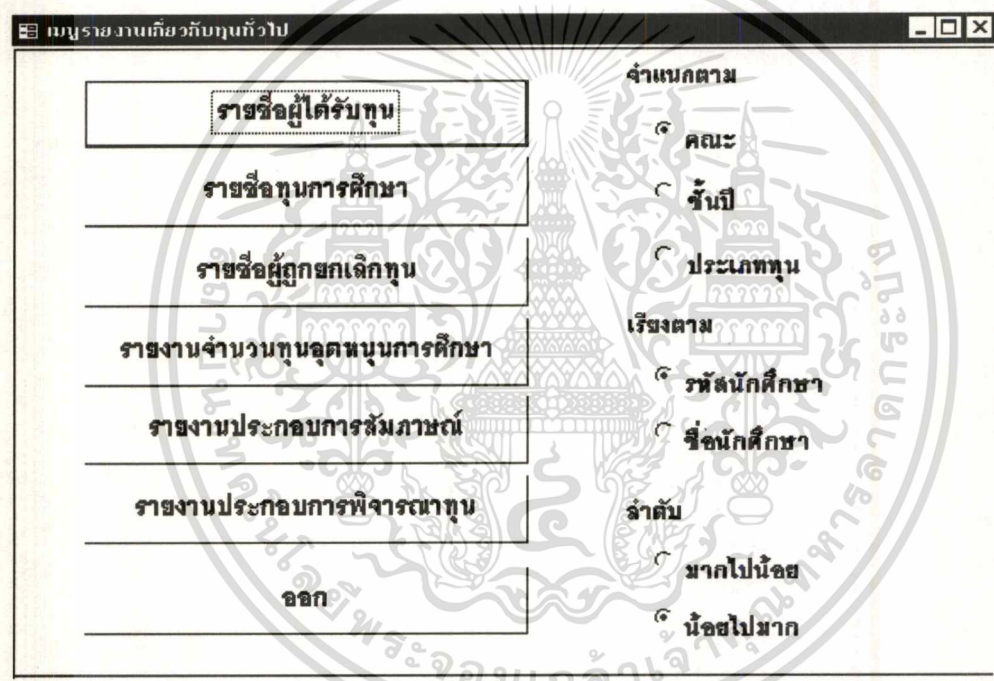 เมนูรายงานเกี่ยวกับทุนทั่วไป
รายชื่อผู้ได้รับทุน
รายชื่อทุนการศึกษา
รายชื่อผู้ถูกยกเลิกทุน
รายงานจำนวนทุนอุดหนุนการศึกษา
รายงานประกอบการสัมภาษณ์
รายงานประกอบการพิจารณาทุน
ออก
จำแนกตาม
คณะ
ชั้นปี
ประเภททุน
เรียงตาม
รหัสนักศึกษา
ชื่อนักศึกษา
ลำดับ
มากไปน้อย
น้อยไปมาก